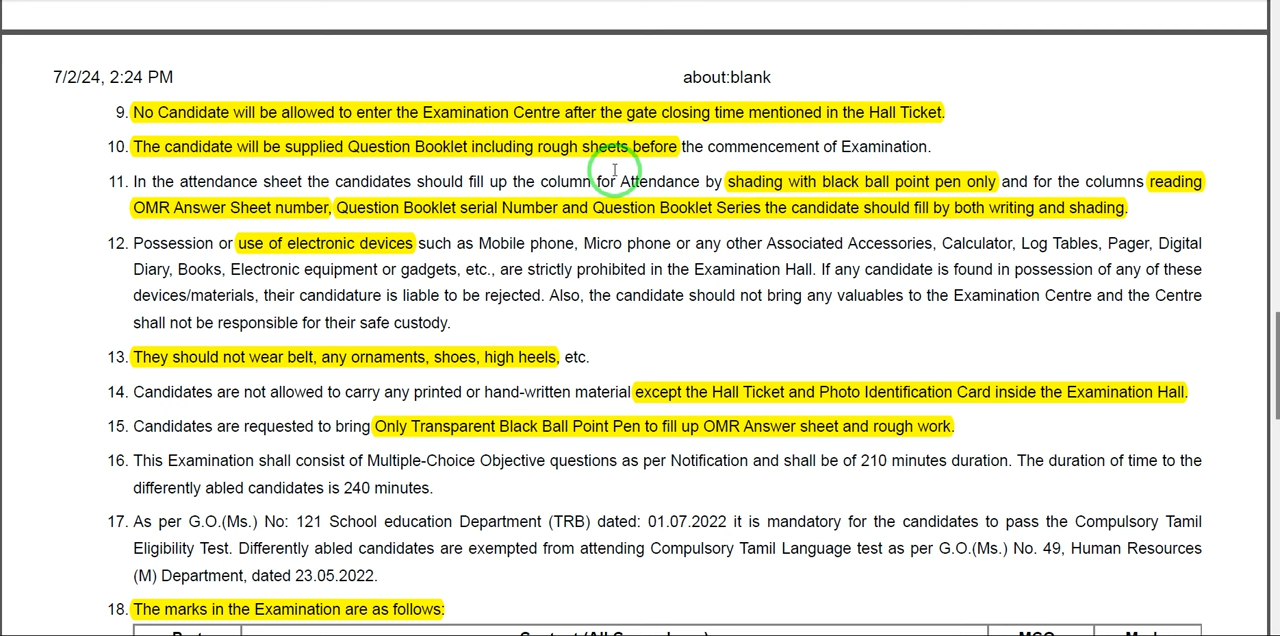 7/2/24, 2:24 PM about:blank
9. No Candidate will be allowed to enter the Examination Centre after the gate closing time mentioned in the Hall Ticket.
10. The candidate will be supplied Question Booklet including rough sheets before the commencement of Examination.
11. In the attendance sheet the candidates should fill up the column for Attendance by shading with black ball point pen only and for the columns reading
OMR Answer Sheet number, Question Booklet serial Number and Question Booklet Series the candidate should fill by both writing and shading.
12. Possession or use of electronic devices such as Mobile phone, Micro phone or any other Associated Accessories, Calculator, Log Tables, Pager, Digital
Diary, Books, Electronic equipment or gadgets, etc., are strictly prohibited in the Examination Hall. If any candidate is found in possession of any of these
devices/materials, their candidature is liable to be rejected. Also, the candidate should not bring any valuables to the Examination Centre and the Centre
shall not be responsible for their safe custody.
13. They should not wear belt, any ornaments, shoes, high heels, etc.
14. Candidates are not allowed to carry any printed or hand-written material except the Hall Ticket and Photo Identification Card inside the Examination Hall.
15. Candidates are requested to bring Only Transparent Black Ball Point Pen to fill up OMR Answer sheet and rough work.
16. This Examination shall consist of Multiple-Choice Objective questions as per Notification and shall be of 210 minutes duration. The duration of time to the
differently abled candidates is 240 minutes.
17. As per G.O.(Ms.) No: 121 School education Department (TRB) dated: 01.07.2022 it is mandatory for the candidates to pass the Compulsory Tamil
Eligibility Test. Differently abled candidates are exempted from attending Compulsory Tamil Language test as per G.O.(Ms.) No. 49, Human Resources
(M) Department, dated 23.05.2022.
18. The marks in the Examination are as follows: